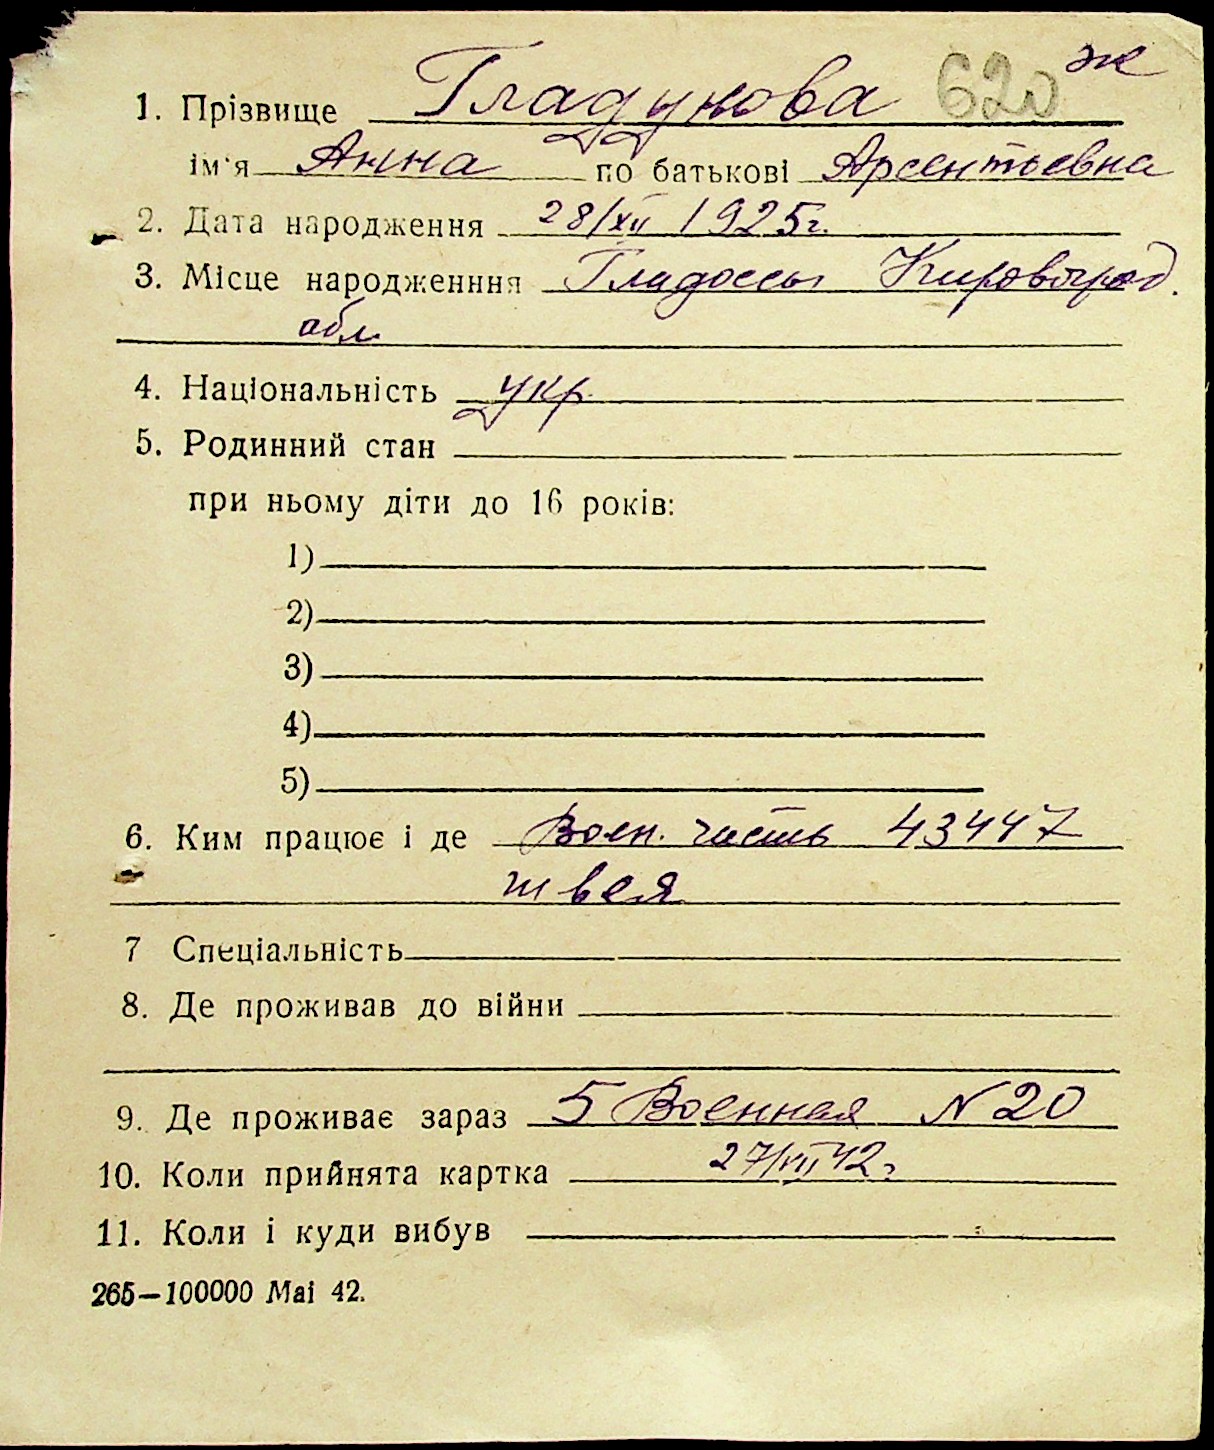 ж
1. Прізвище Гладунова 620
ім'я Анна по батькові Арсентьевна
2. Дата народження 28/XII 1925г.
3. Місце народженння Гладоссы Кировоград.
обл.
4. Національність укр.
5. Родинний стан
при ньому діти до 16 років:
1)
2)
3)
4)
5)
6. Ким працює і де Воен. часть 43447
швея
7 Спеціальність
8. Де проживав до війни
9. Де проживає зараз 5 Военная N 20
10. Коли прийнята картка 27/VII 42 г
11. Коли і куди вибув
265—100000 Mai 42.